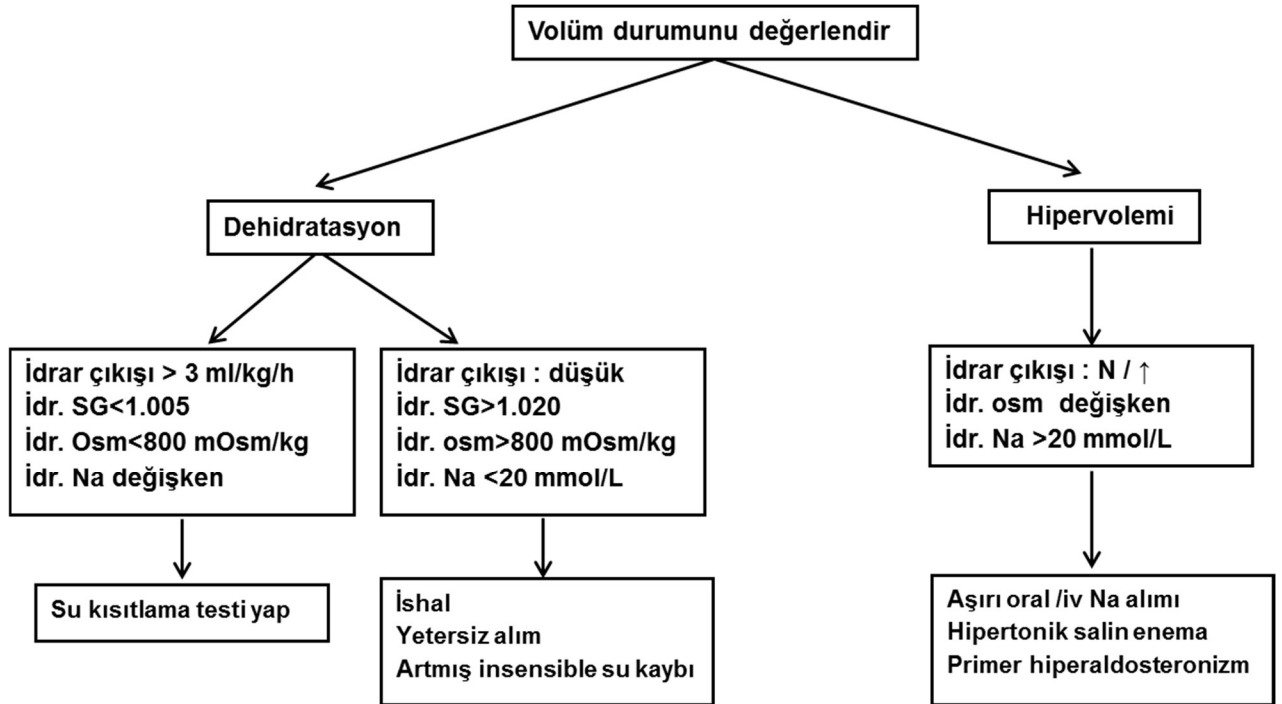 Volüm durumunu değerlendir
Dehidratasyon
Hipervolemi
İdrar çıkışı > 3 ml/kg/h
İdr. SG<1.005
İdr. Osm<800 mOsm/kg
İdr. Na değişken
İdrar çıkışı : düşük
İdr. SG>1.020
İdr. osm>800 mOsm/kg
İdr. Na <20 mmol/L
İdrar çıkışı : N / ↑
İdr. osm değişken
İdr. Na >20 mmol/L
Su kısıtlama testi yap
İshal
Yetersiz alım
Artmış insensible su kaybı
Aşırı oral /iv Na alımı
Hipertonik salin enema
Primer hiperaldosteronizm